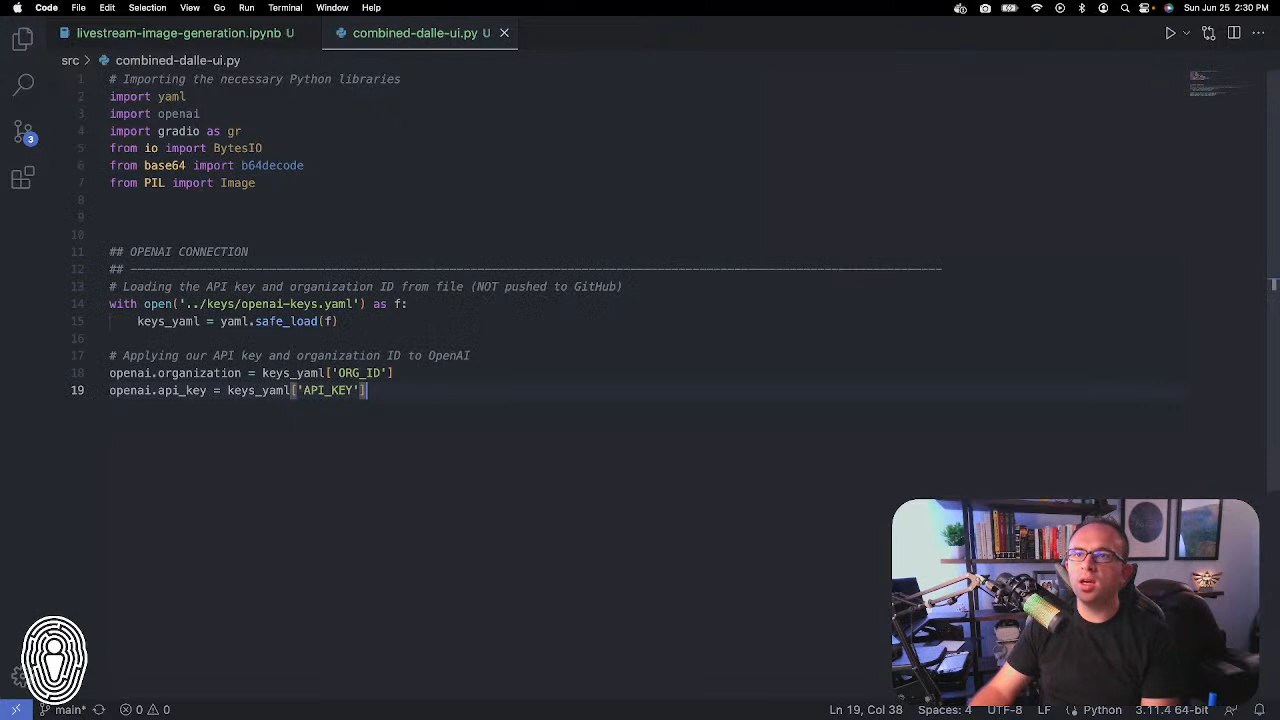 Code File Edit Selection View Go Run Terminal Window Help Sun Jun 25 2:30 PM
livestream-image-generation.ipynb U combined-dalle-ui.py U
src > combined-dalle-ui.py
1 # Importing the necessary Python libraries
2 import yaml
3 import openai
4 import gradio as gr
5 from io import BytesIO
6 from base64 import b64decode
7 from PIL import Image
8
9
10
11 ## OPENAI CONNECTION
12 ## ----------------------------------------------------------------------------------------------------------------------
13 # Loading the API key and organization ID from file (NOT pushed to GitHub)
14 with open('../keys/openai-keys.yaml') as f:
15 keys_yaml = yaml.safe_load(f)
16
17 # Applying our API key and organization ID to OpenAI
18 openai.organization = keys_yaml['ORG_ID']
19 openai.api_key = keys_yaml['API_KEY']
3
main* 0 0 Ln 19, Col 38 Spaces: 4 UTF-8 LF Python 3.11.4 64-bit